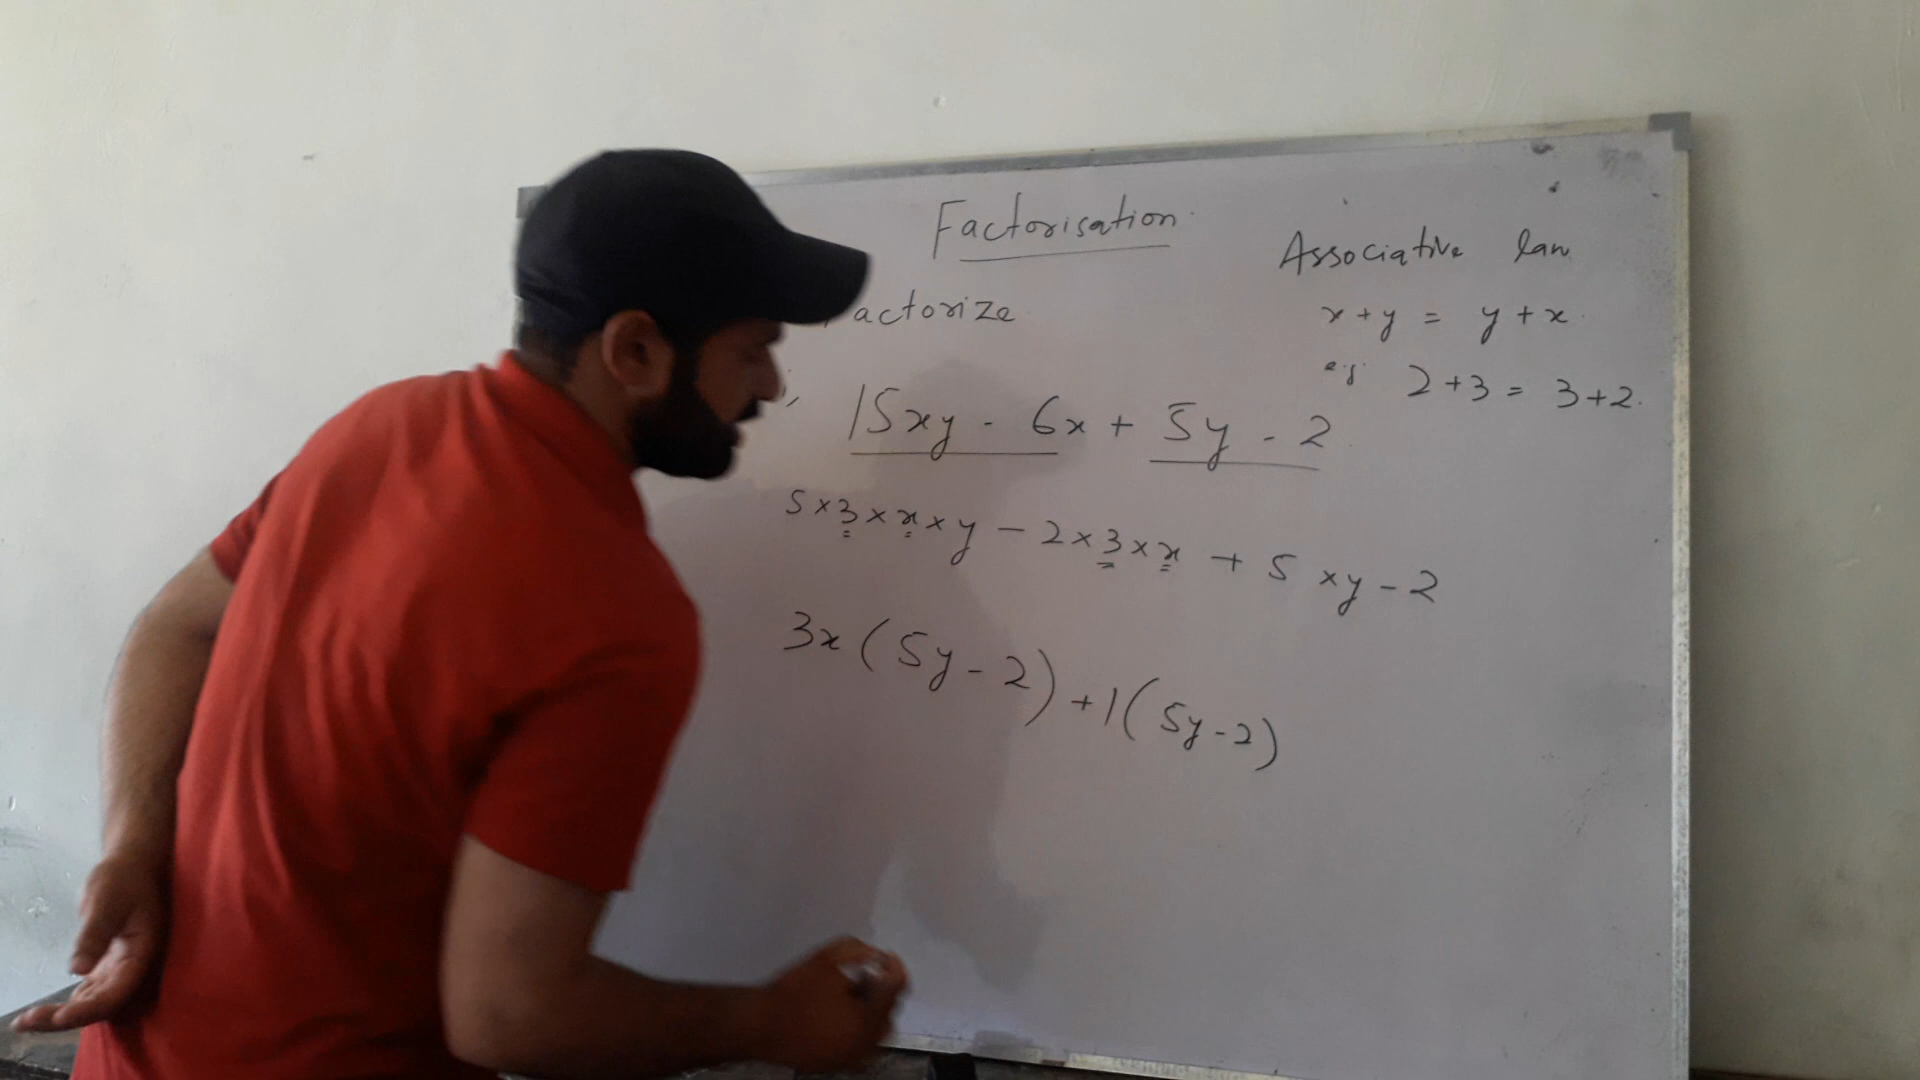 Factorisation
actorize
15xy - 6x + 5y - 2
5 × 3 × x × y - 2 × 3 × x + 5 × y - 2
3x ( 5y - 2 ) + 1 ( 5y - 2 )
Associative law
x + y = y + x
e.g. 2 + 3 = 3 + 2.